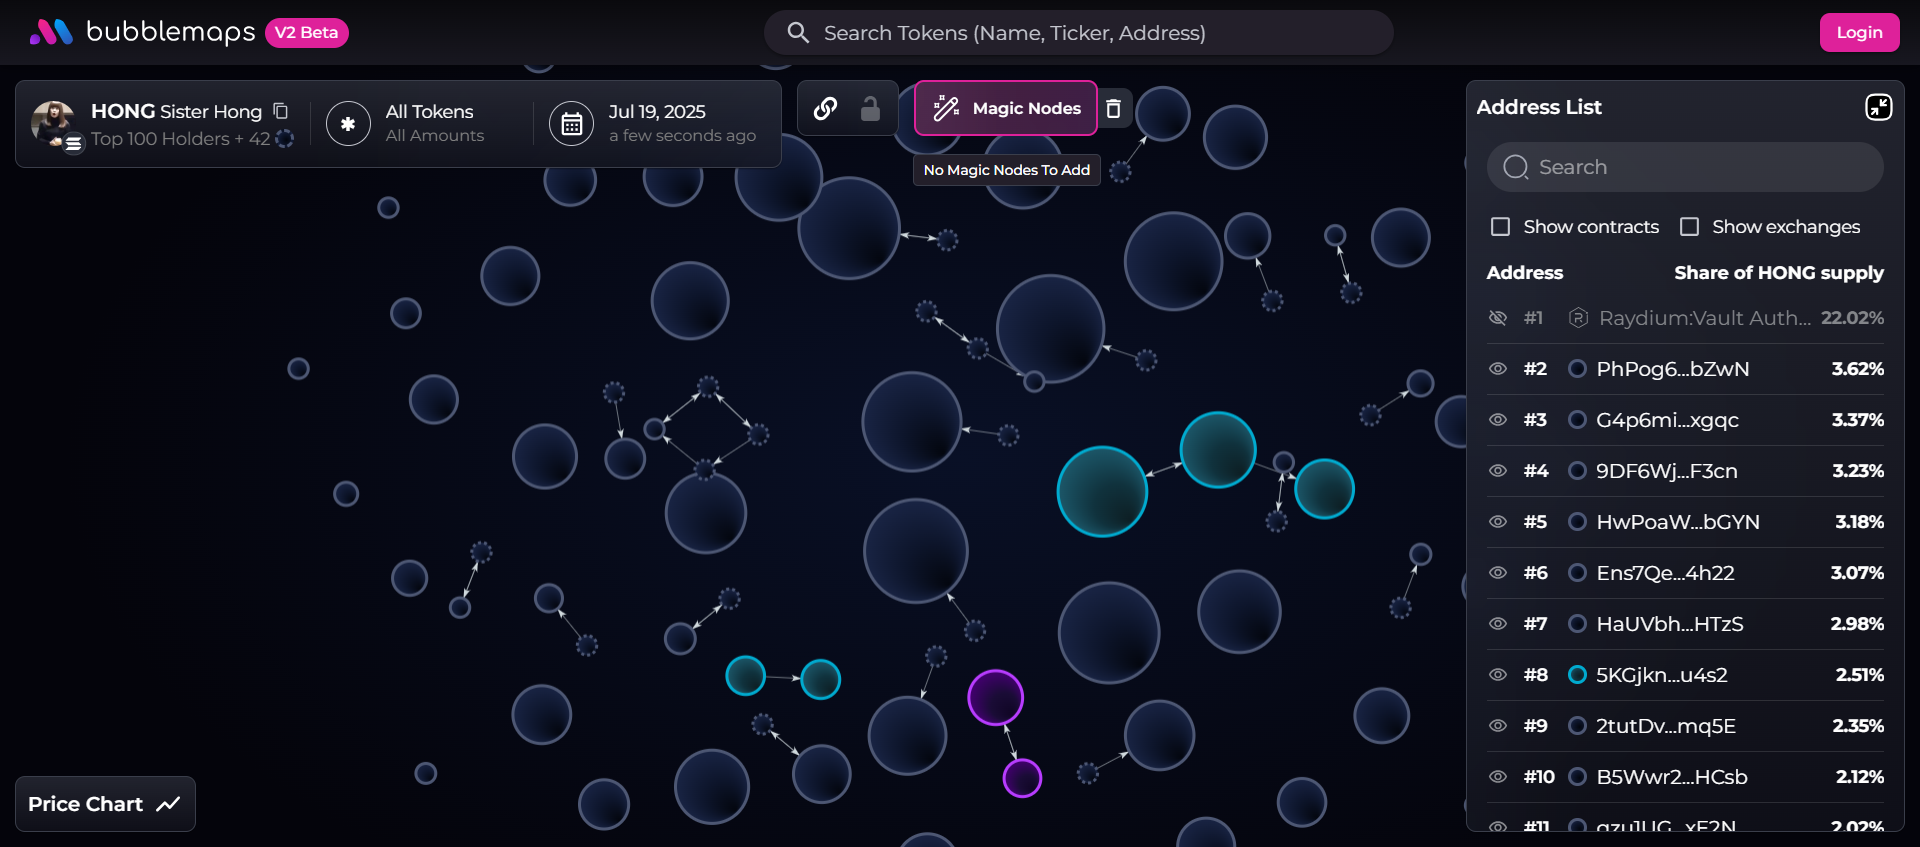 bubblemaps V2 Beta
Search Tokens (Name, Ticker, Address)
Login
HONG Sister Hong
Top 100 Holders + 42
All Tokens
All Amounts
Jul 19, 2025
a few seconds ago
Magic Nodes
No Magic Nodes To Add
Address List
Search
Show contracts Show exchanges
Address Share of HONG supply
#1 Raydium:Vault Auth... 22.02%
#2 PhPog6...bZwN 3.62%
#3 G4p6mi...xgqc 3.37%
#4 9DF6Wj...F3cn 3.23%
#5 HwPoaW...bGYN 3.18%
#6 Ens7Qe...4h22 3.07%
#7 HaUVbh...HTzS 2.98%
#8 5KGjkn...u4s2 2.51%
#9 2tutDv...mq5E 2.35%
#10 B5Wwr2...HCsb 2.12%
#11 2.02%
Price Chart